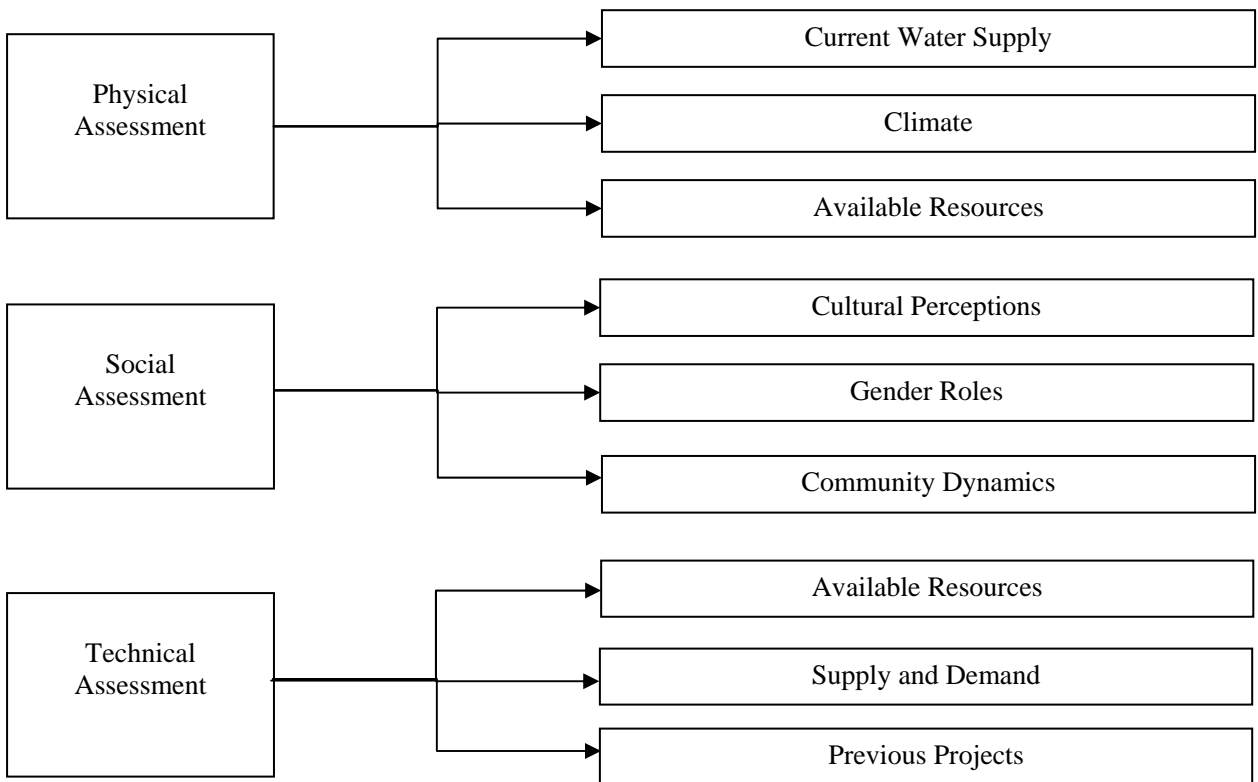 Physical
Assessment
Current Water Supply
Climate
Available Resources
Social
Assessment
Cultural Perceptions
Gender Roles
Community Dynamics
Technical
Assessment
Available Resources
Supply and Demand
Previous Projects